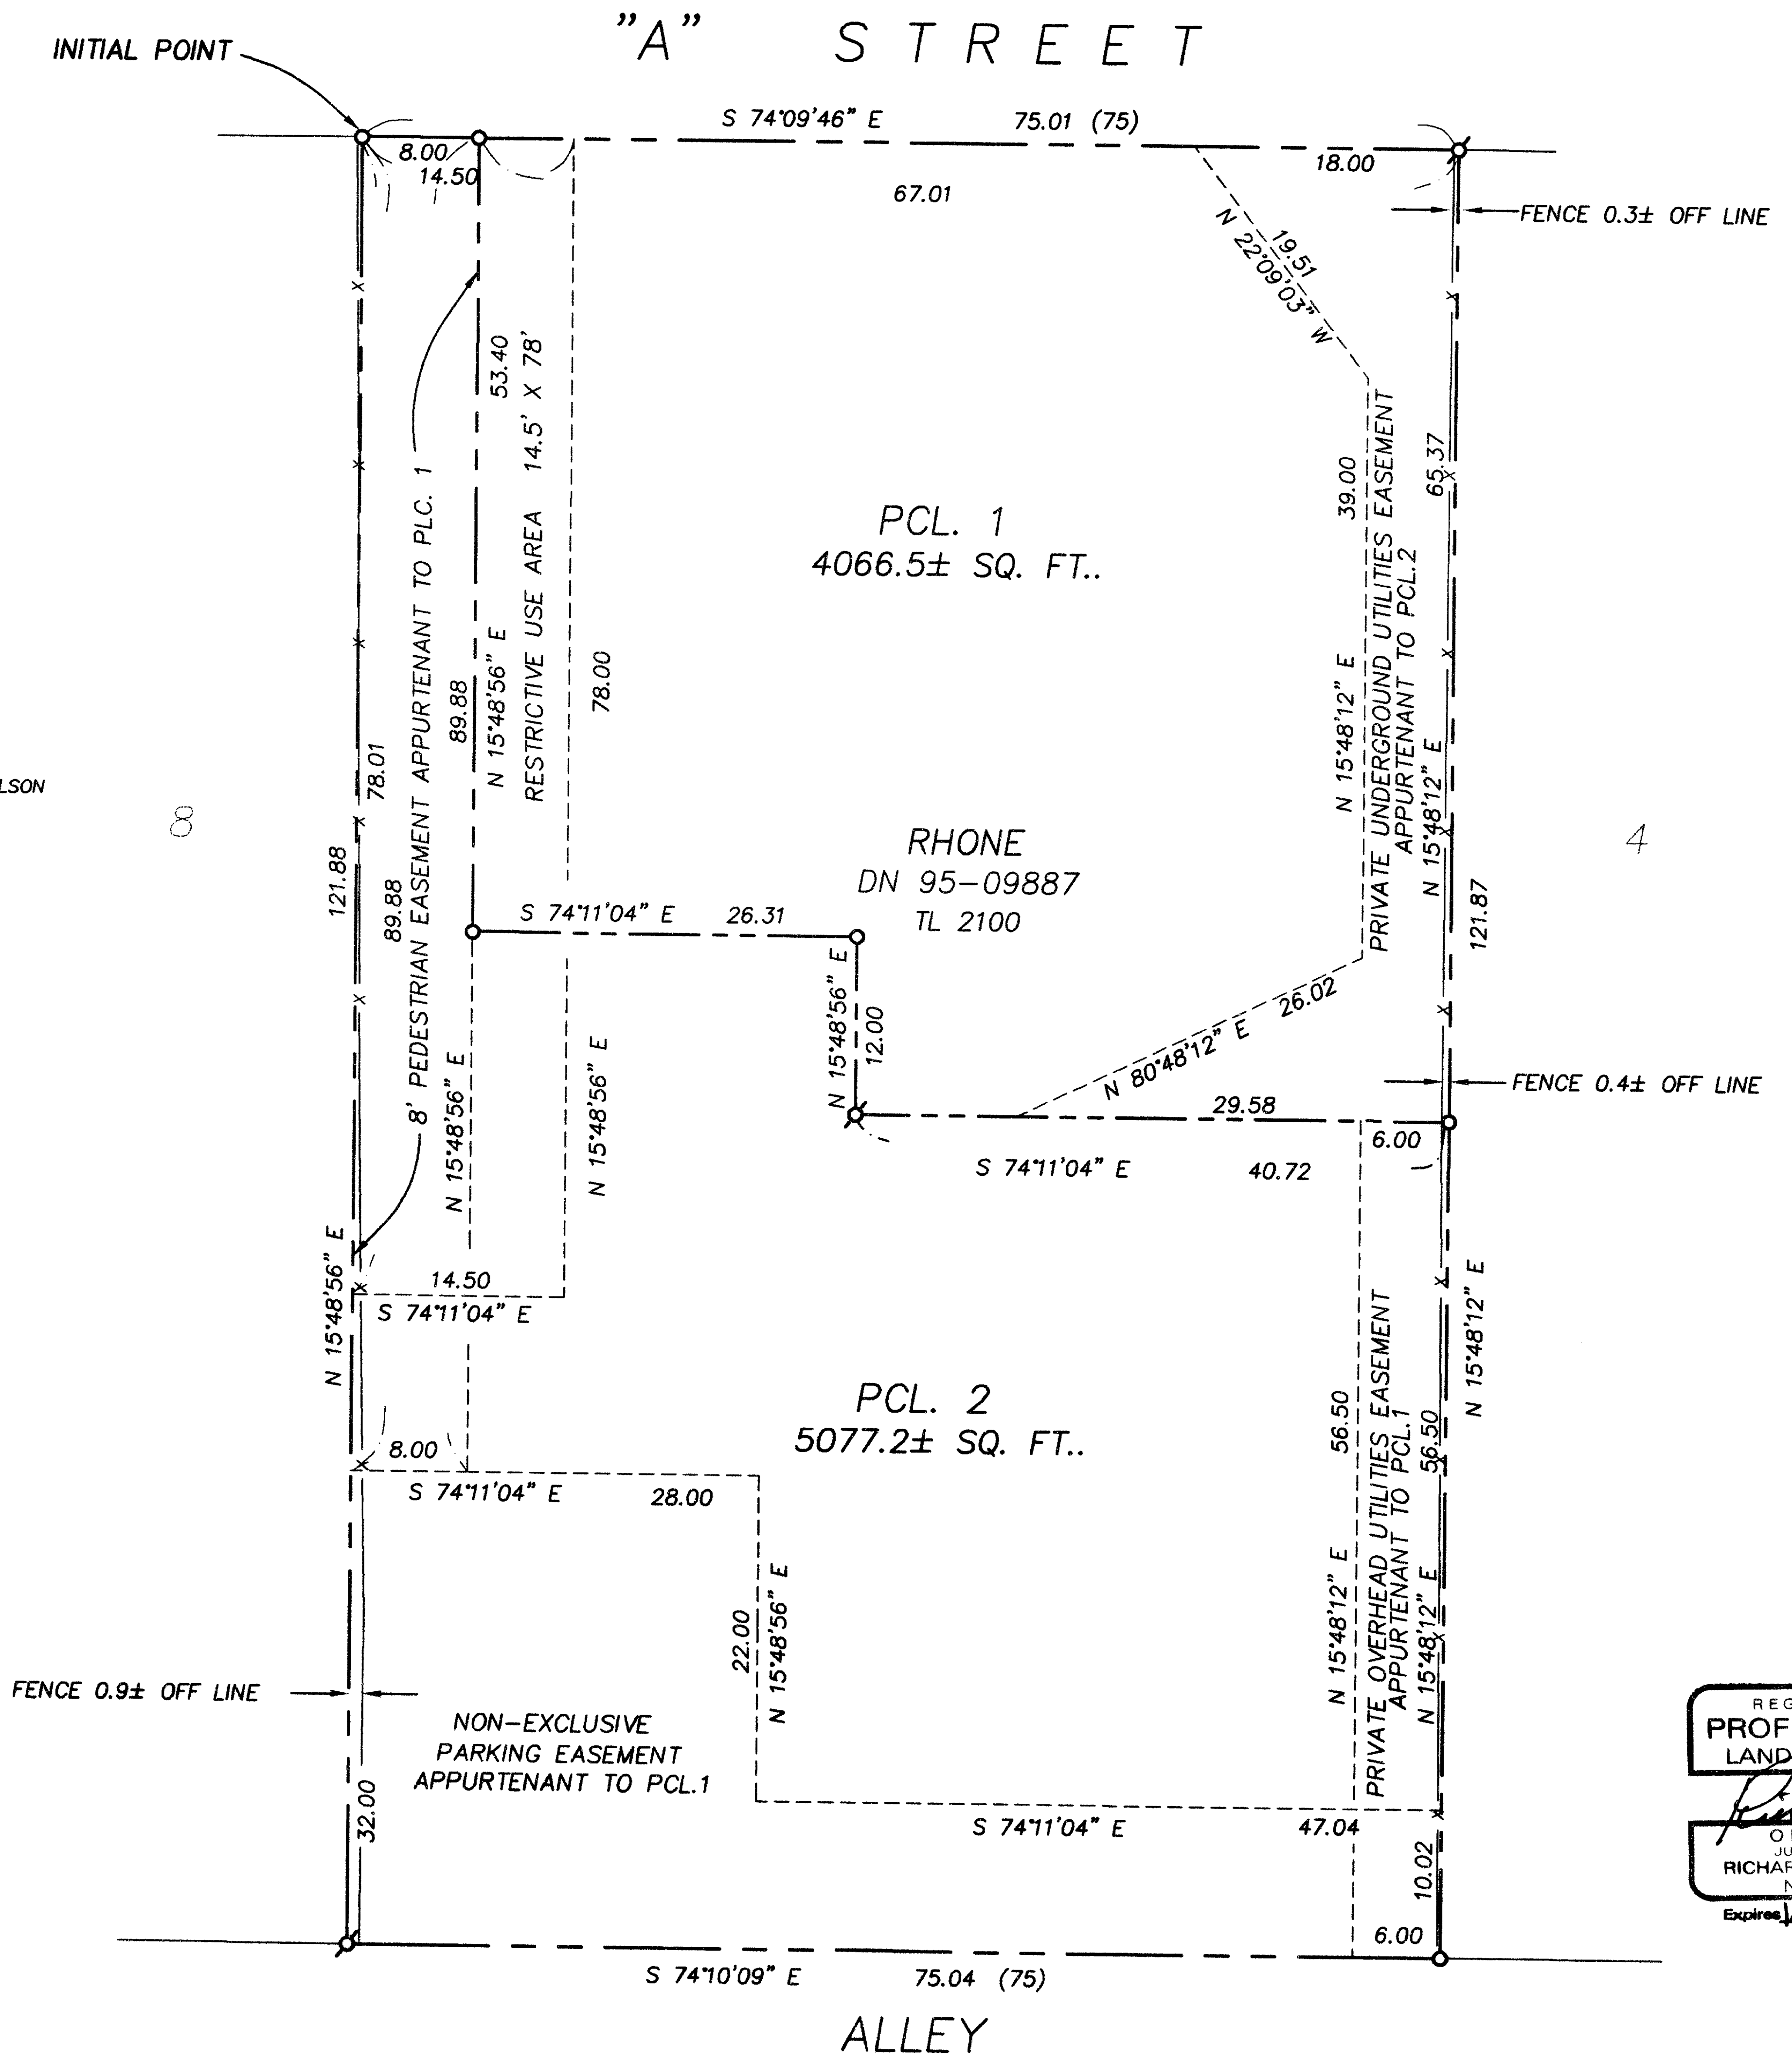 "A" STREET
INITIAL POINT
S 74°09'46" E 75.01 (75)
8.00
14.50
67.01
18.00
FENCE 0.3± OFF LINE
19.51
N 22°09'03" W
53.40
N 15°48'56" E
89.88
RESTRICTIVE USE AREA 14.5' X 78'
78.00
8' PEDESTRIAN EASEMENT APPURTENANT TO PLC. 1
78.01
121.88
89.88
N 15°48'56" E
PCL. 1
4066.5± SQ. FT..
39.00
N 15°48'12" E
PRIVATE UNDERGROUND UTILITIES EASEMENT
APPURTENANT TO PCL.2
65.37
N 15°48'12" E
121.87
N 15°48'12" E
LSON
8
4
RHONE
DN 95-09887
TL 2100
S 74°11'04" E 26.31
N 15°48'56" E
12.00
N 80°48'12" E 26.02
29.58
FENCE 0.4± OFF LINE
6.00
S 74°11'04" E 40.72
N 15°48'56" E
N 15°48'56" E
14.50
S 74°11'04" E
PCL. 2
5077.2± SQ. FT..
8.00
S 74°11'04" E 28.00
22.00
N 15°48'56" E
56.50
N 15°48'12" E
PRIVATE OVERHEAD UTILITIES EASEMENT
APPURTENANT TO PCL.1
56.50
N 15°48'12" E
FENCE 0.9± OFF LINE
NON-EXCLUSIVE
PARKING EASEMENT
APPURTENANT TO PCL.1
32.00
S 74°11'04" E 47.04
10.02
6.00
S 74°10'09" E 75.04 (75)
ALLEY
REG
PROF
LAND
O
JU
RICHAR
N
Expires